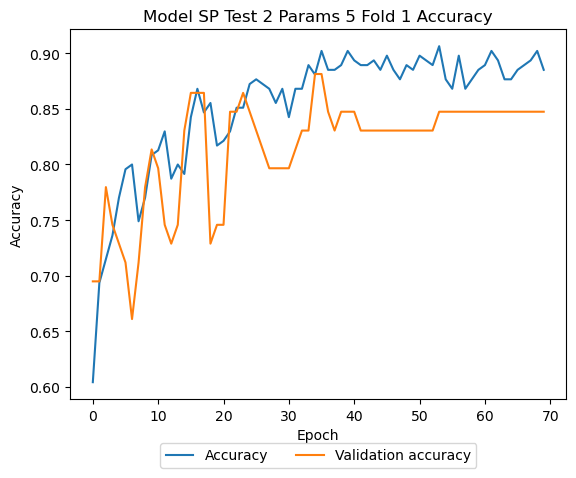 Model SP Test 2 Params 5 Fold 1 Accuracy
0.90
0.85
0.80
0.75
0.70
0.65
0.60
Accuracy
0 10 20 30 40 50 60 70
Epoch
Accuracy Validation accuracy